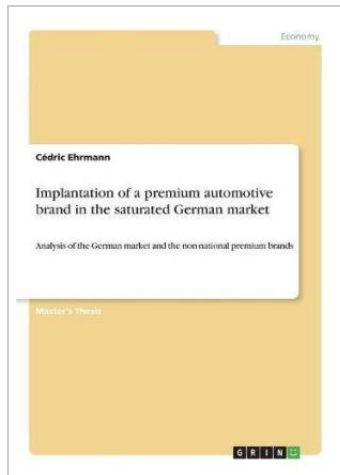 Economy
Cédric Ehrmann
Implantation of a premium automotive
brand in the saturated German market
Analysis of the German market and the non-national premium brands
Master's Thesis
GRIN